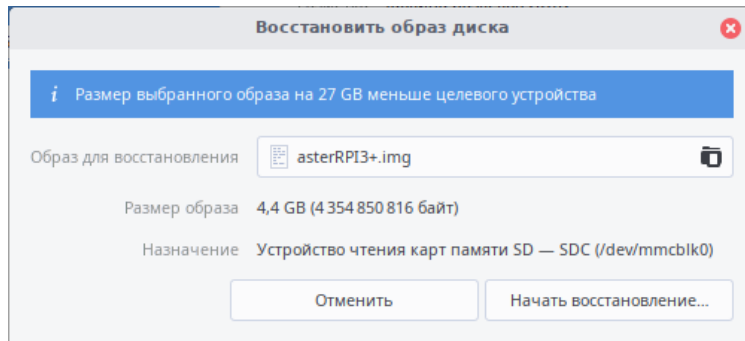 Восстановить образ диска
i Размер выбранного образа на 27 GB меньше целевого устройства
Образ для восстановления asterRPI3+.img
Размер образа 4,4 GB (4 354 850 816 байт)
Назначение Устройство чтения карт памяти SD — SDC (/dev/mmcblk0)
Отменить Начать восстановление...